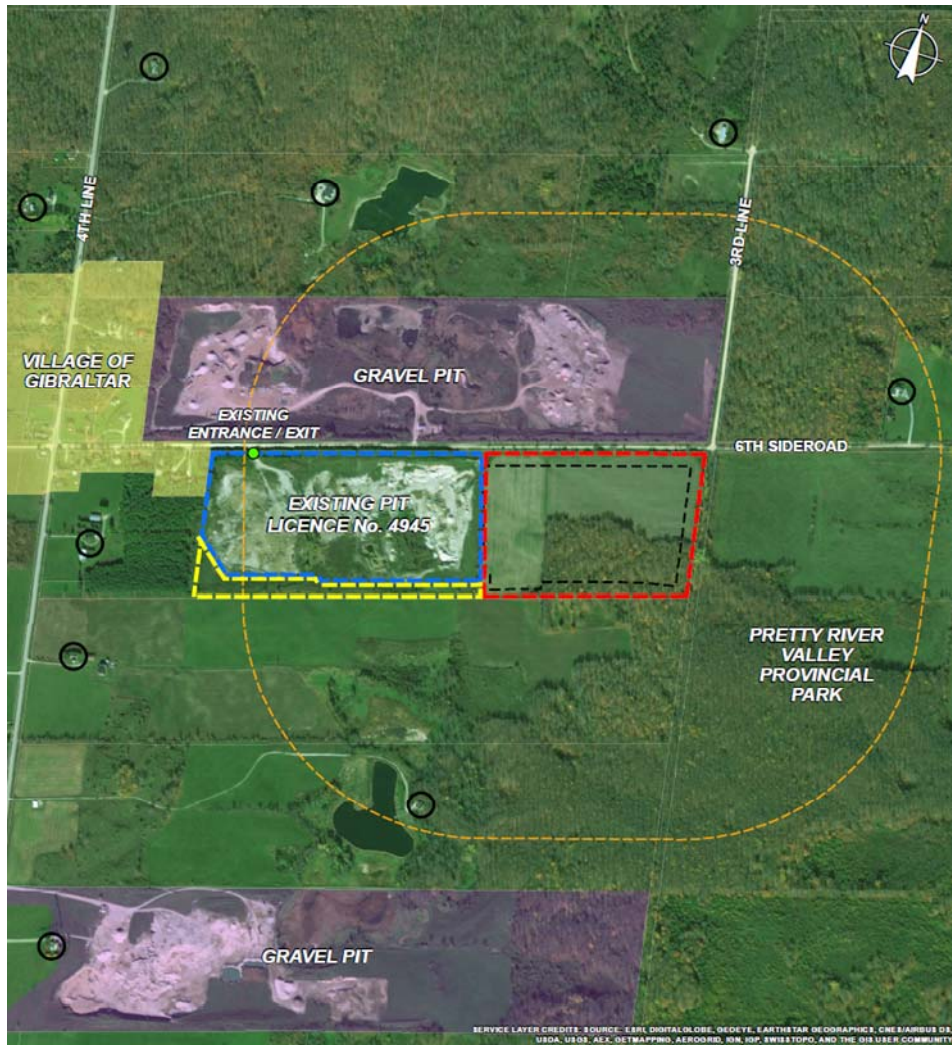 N
4TH LINE
3RD LINE
VILLAGE OF
GIBRALTAR
GRAVEL PIT
EXISTING
ENTRANCE / EXIT
6TH SIDEROAD
EXISTING PIT
LICENCE No. 4945
PRETTY RIVER
VALLEY
PROVINCIAL
PARK
GRAVEL PIT
SERVICE LAYER CREDITS: SOURCE: ESRI, DIGITALGLOBE, GEOEYE, EARTHSTAR GEOGRAPHICS, CNES/AIRBUS DS,
USDA, USGS, AEX, GETMAPPING, AEROGRID, IGN, IGP, SWISSTOPO, AND THE GIS USER COMMUNITY